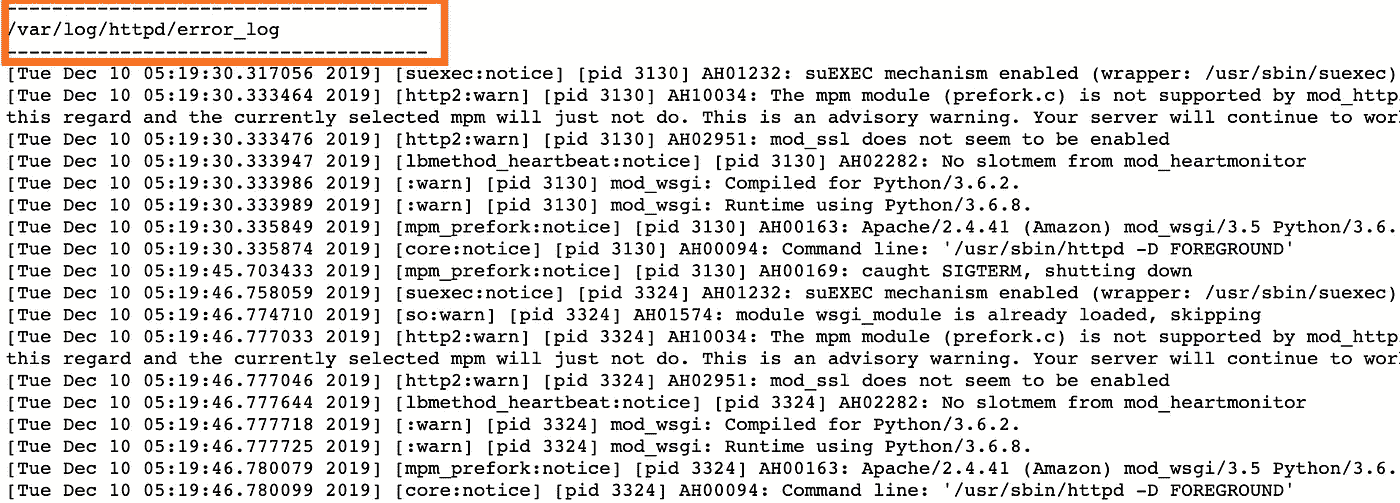 -----------------------------------
/var/log/httpd/error_log
-----------------------------------
[Tue Dec 10 05:19:30.317056 2019] [suexec:notice] [pid 3130] AH01232: suEXEC mechanism enabled (wrapper: /usr/sbin/suexec)
[Tue Dec 10 05:19:30.333464 2019] [http2:warn] [pid 3130] AH10034: The mpm module (prefork.c) is not supported by mod_http
this regard and the currently selected mpm will just not do. This is an advisory warning. Your server will continue to wor
[Tue Dec 10 05:19:30.333476 2019] [http2:warn] [pid 3130] AH02951: mod_ssl does not seem to be enabled
[Tue Dec 10 05:19:30.333947 2019] [lbmethod_heartbeat:notice] [pid 3130] AH02282: No slotmem from mod_heartmonitor
[Tue Dec 10 05:19:30.333986 2019] [:warn] [pid 3130] mod_wsgi: Compiled for Python/3.6.2.
[Tue Dec 10 05:19:30.333989 2019] [:warn] [pid 3130] mod_wsgi: Runtime using Python/3.6.8.
[Tue Dec 10 05:19:30.335849 2019] [mpm_prefork:notice] [pid 3130] AH00163: Apache/2.4.41 (Amazon) mod_wsgi/3.5 Python/3.6.
[Tue Dec 10 05:19:30.335874 2019] [core:notice] [pid 3130] AH00094: Command line: '/usr/sbin/httpd -D FOREGROUND'
[Tue Dec 10 05:19:45.703433 2019] [mpm_prefork:notice] [pid 3130] AH00169: caught SIGTERM, shutting down
[Tue Dec 10 05:19:46.758059 2019] [suexec:notice] [pid 3324] AH01232: suEXEC mechanism enabled (wrapper: /usr/sbin/suexec)
[Tue Dec 10 05:19:46.774710 2019] [so:warn] [pid 3324] AH01574: module wsgi_module is already loaded, skipping
[Tue Dec 10 05:19:46.777033 2019] [http2:warn] [pid 3324] AH10034: The mpm module (prefork.c) is not supported by mod_http
this regard and the currently selected mpm will just not do. This is an advisory warning. Your server will continue to wor
[Tue Dec 10 05:19:46.777046 2019] [http2:warn] [pid 3324] AH02951: mod_ssl does not seem to be enabled
[Tue Dec 10 05:19:46.777644 2019] [lbmethod_heartbeat:notice] [pid 3324] AH02282: No slotmem from mod_heartmonitor
[Tue Dec 10 05:19:46.777718 2019] [:warn] [pid 3324] mod_wsgi: Compiled for Python/3.6.2.
[Tue Dec 10 05:19:46.777725 2019] [:warn] [pid 3324] mod_wsgi: Runtime using Python/3.6.8.
[Tue Dec 10 05:19:46.780079 2019] [mpm_prefork:notice] [pid 3324] AH00163: Apache/2.4.41 (Amazon) mod_wsgi/3.5 Python/3.6.
[Tue Dec 10 05:19:46.780099 2019] [core:notice] [pid 3324] AH00094: Command line: '/usr/sbin/httpd -D FOREGROUND'